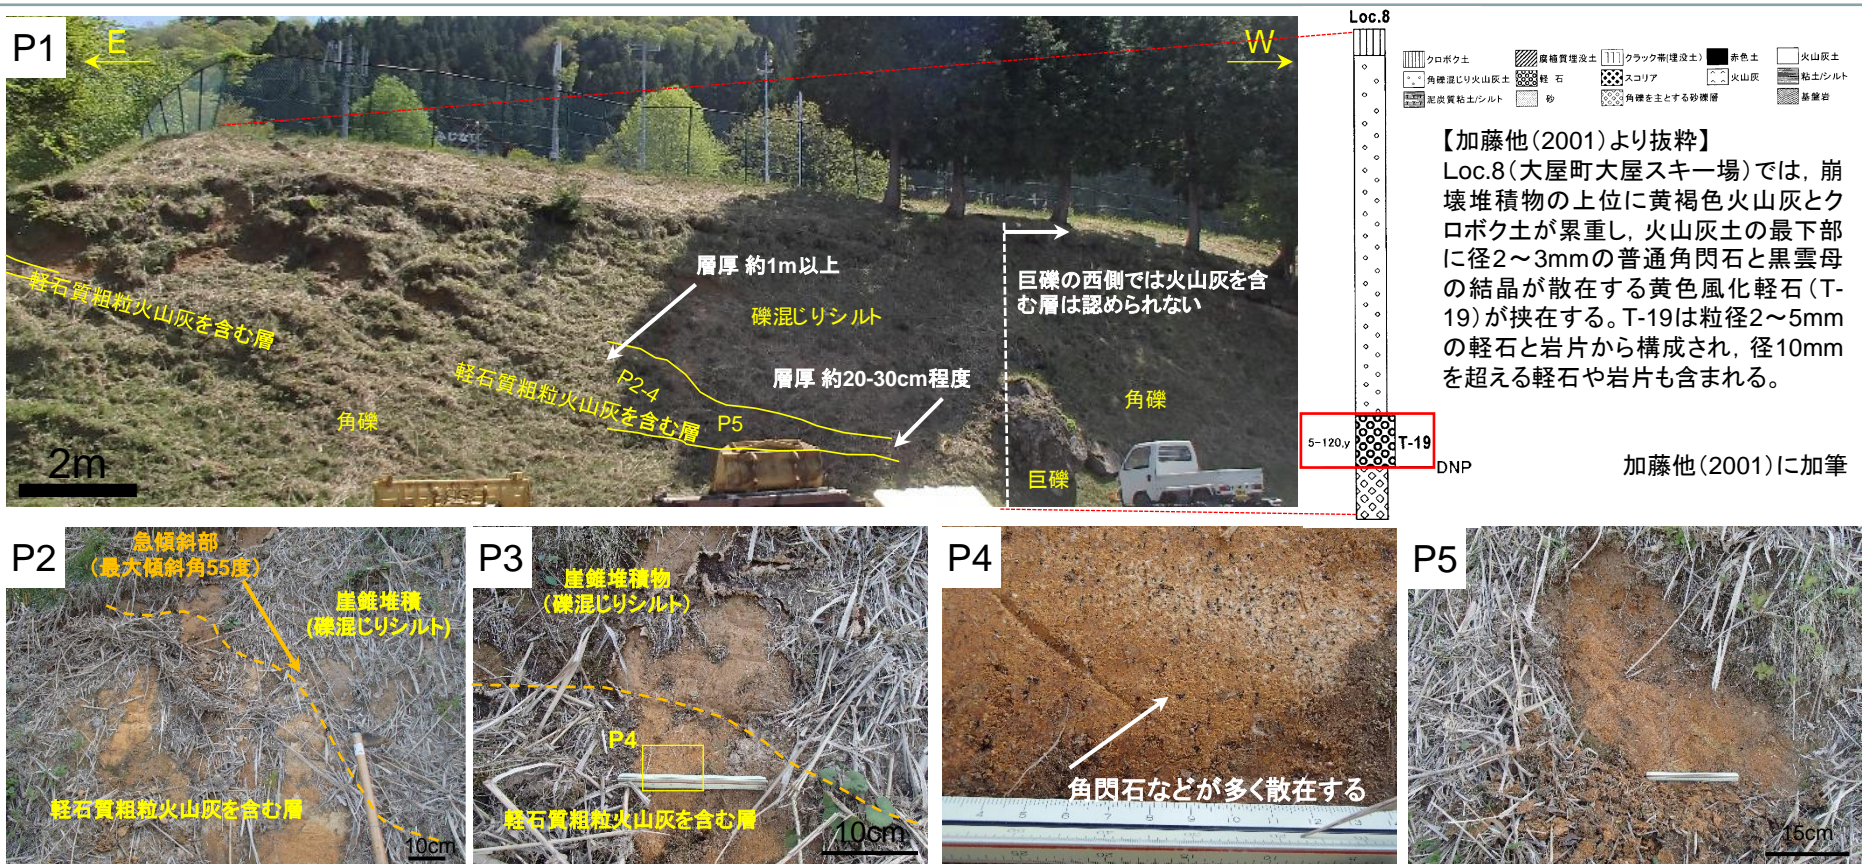 P1
E
W
Loc.8
クロボク土
腐植質埋没土
クラック帯(埋没土)
赤色土
火山灰土
角礫混じり火山灰土
軽石
スコリア
火山灰
粘土/シルト
泥炭質粘土/シルト
砂
角礫を主とする砂礫層
基盤岩
【加藤他(2001)より抜粋】
Loc.8(大屋町大屋スキー場)では，崩
壊堆積物の上位に黄褐色火山灰とク
ロボク土が累重し，火山灰土の最下部
に径2～3mmの普通角閃石と黒雲母
の結晶が散在する黄色風化軽石(T-
19)が挟在する。T-19は粒径2～5mm
の軽石と岩片から構成され，径10mm
を超える軽石や岩片も含まれる。
加藤他(2001)に加筆
5-120,y
T-19
DNP
層厚 約1m以上
礫混じりシルト
巨礫の西側では火山灰を含
む層は認められない
軽石質粗粒火山灰を含む層
P2-4
軽石質粗粒火山灰を含む層
P5
層厚 約20-30cm程度
角礫
角礫
巨礫
2m
P2
急傾斜部
(最大傾斜角55度)
崖錐堆積
(礫混じりシルト)
軽石質粗粒火山灰を含む層
10cm
P3
崖錐堆積物
(礫混じりシルト)
P4
軽石質粗粒火山灰を含む層
10cm
P4
角閃石などが多く散在する
4 5 6 7 8 9 10 11 12 13
P5
15cm